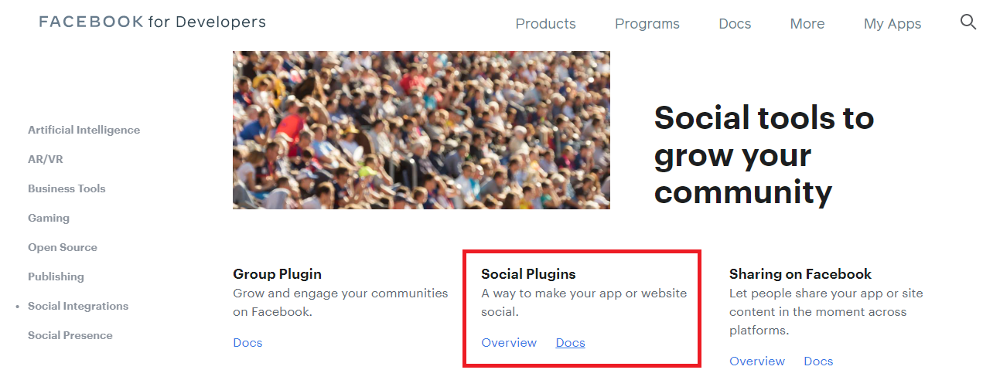 FACEBOOK for Developers
Products
Programs
Docs
More
My Apps
Artificial Intelligence
AR/VR
Business Tools
Gaming
Open Source
Publishing
• Social Integrations
Social Presence
Social tools to
grow your
community
Group Plugin
Grow and engage your communities
on Facebook.
Docs
Social Plugins
A way to make your app or website
social.
Overview Docs
Sharing on Facebook
Let people share your app or site
content in the moment across
platforms.
Overview Docs